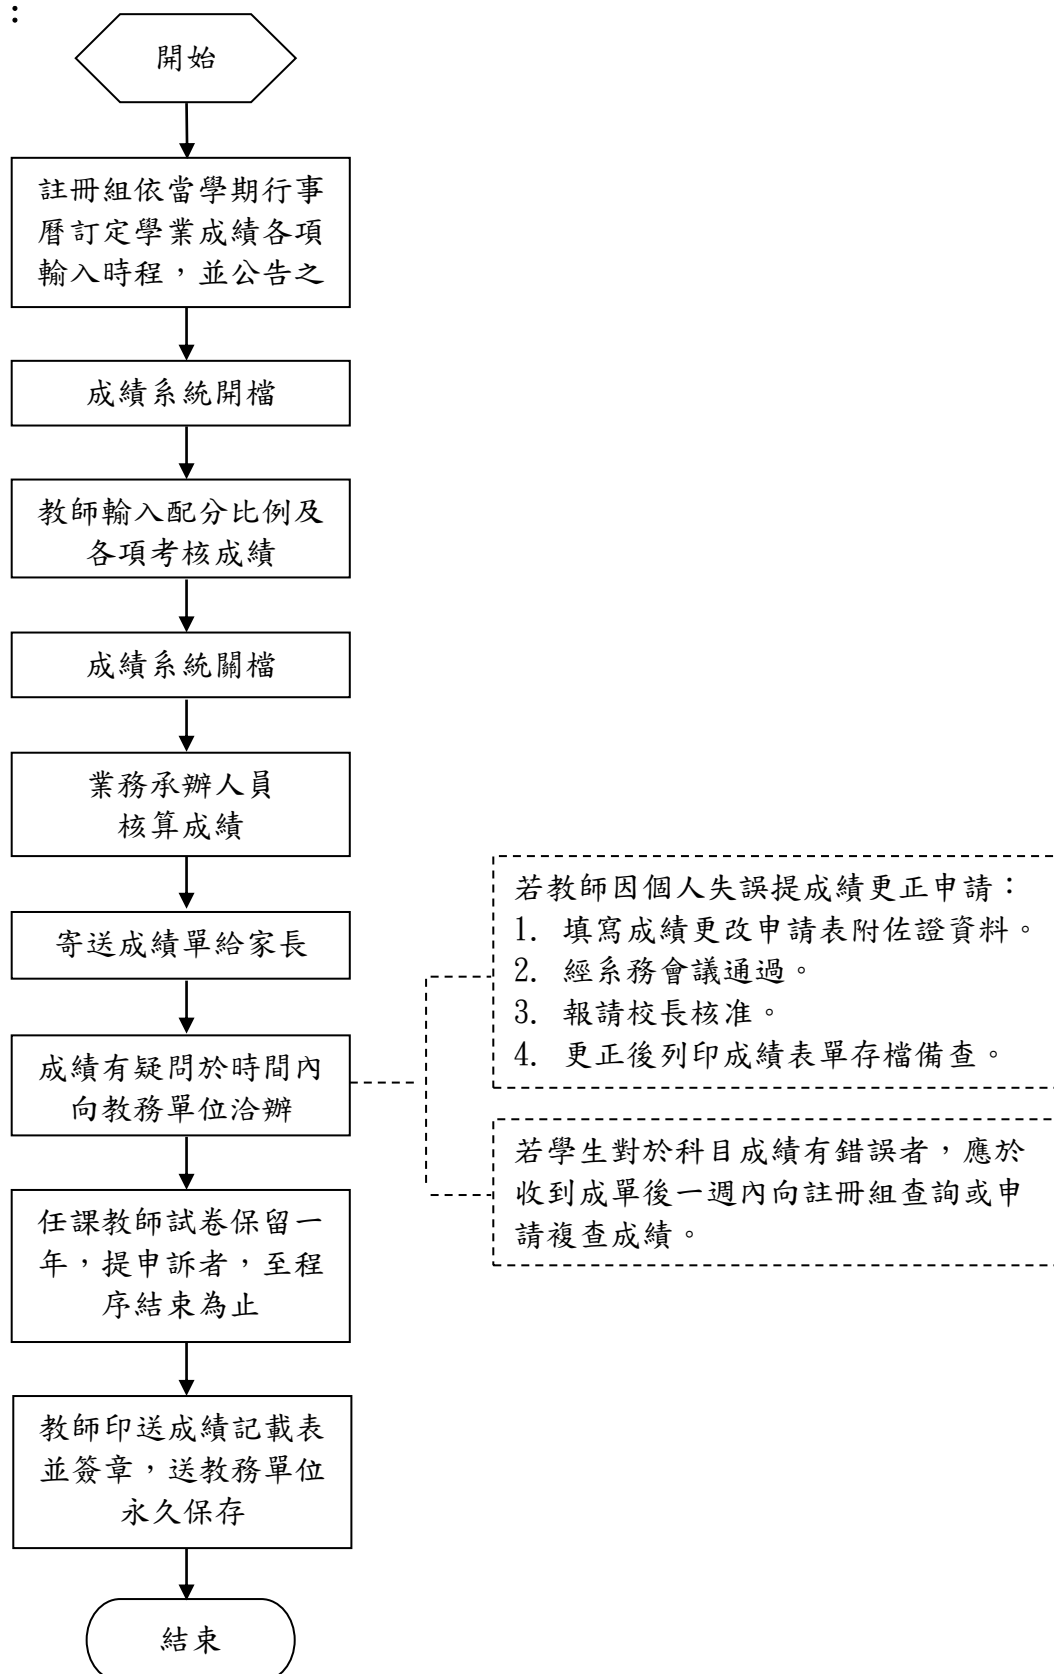 ：
開始
註冊組依當學期行事
曆訂定學業成績各項
輸入時程，並公告之
成績系統開檔
教師輸入配分比例及
各項考核成績
成績系統關檔
業務承辦人員
核算成績
寄送成績單給家長
成績有疑問於時間內
向教務單位洽辦
若教師因個人失誤提成績更正申請：
1. 填寫成績更改申請表附佐證資料。
2. 經系務會議通過。
3. 報請校長核准。
4. 更正後列印成績表單存檔備查。
若學生對於科目成績有錯誤者，應於
收到成單後一週內向註冊組查詢或申
請複查成績。
任課教師試卷保留一
年，提申訴者，至程
序結束為止
教師印送成績記載表
並簽章，送教務單位
永久保存
結束